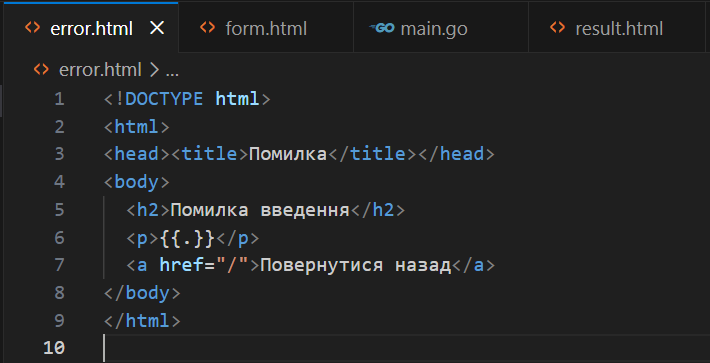 error.html
form.html
main.go
result.html
error.html > ...
1 <!DOCTYPE html>
2 <html>
3 <head><title>Помилка</title></head>
4 <body>
5 <h2>Помилка введення</h2>
6 <p>{{.}}</p>
7 <a href="/">Повернутися назад</a>
8 </body>
9 </html>
10